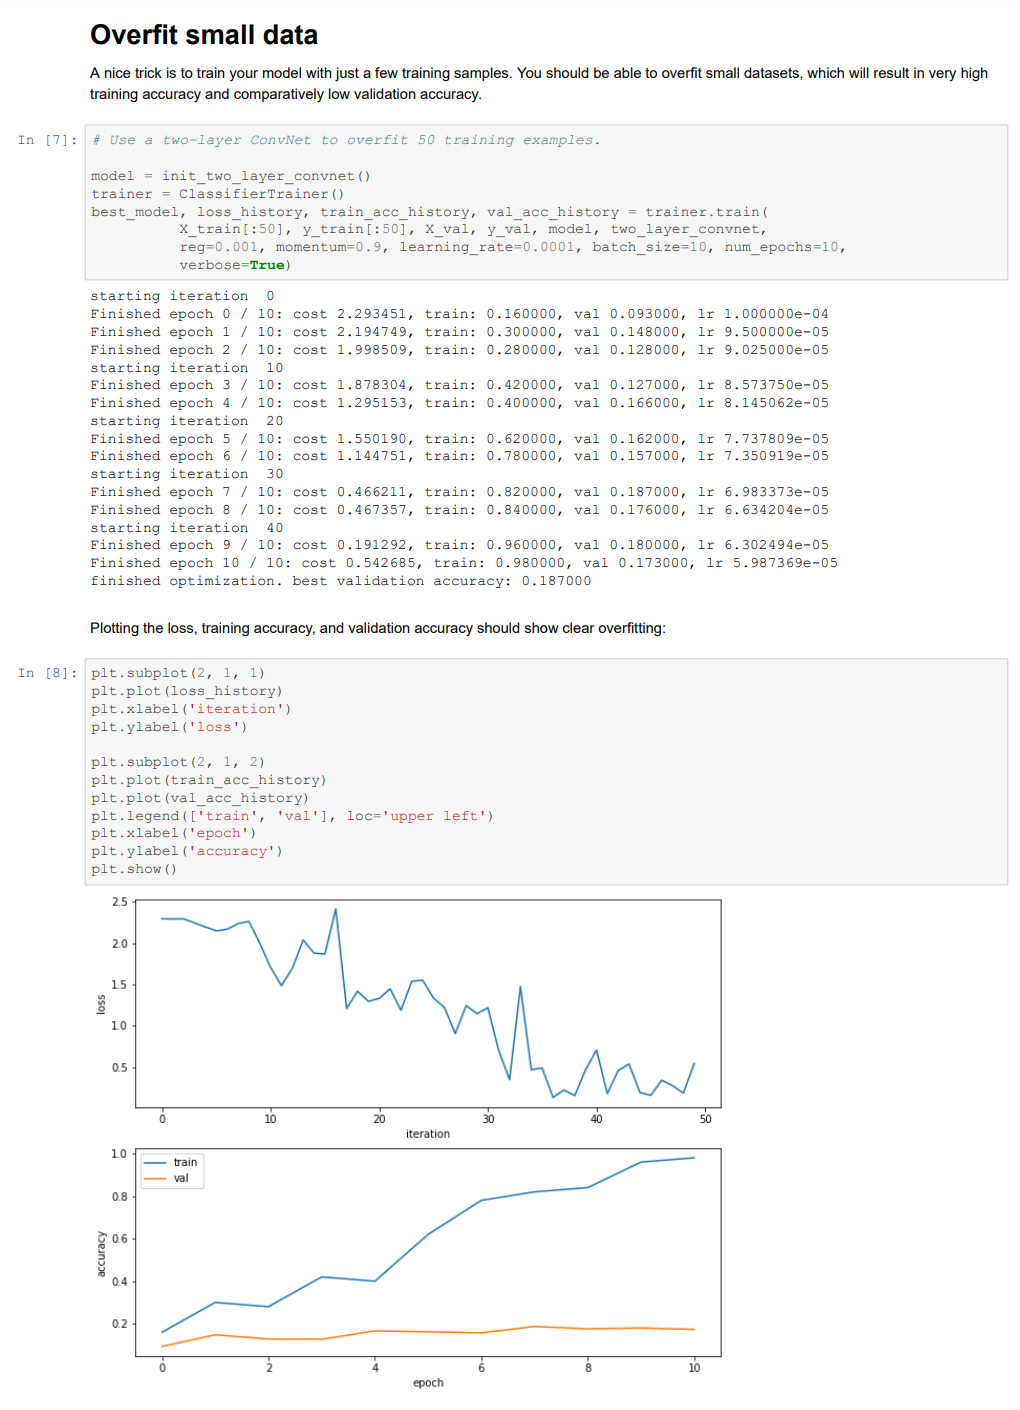 Overfit small data
A nice trick is to train your model with just a few training samples. You should be able to overfit small datasets, which will result in very high
training accuracy and comparatively low validation accuracy.
In [7]:
# Use a two-layer ConvNet to overfit 50 training examples.
model = init_two_layer_convnet()
trainer = ClassifierTrainer()
best_model, loss_history, train_acc_history, val_acc_history = trainer.train(
X_train[:50], y_train[:50], X_val, y_val, model, two_layer_convnet,
reg=0.001, momentum=0.9, learning_rate=0.0001, batch_size=10, num_epochs=10,
verbose=True)
starting iteration  0
Finished epoch 0 / 10: cost 2.293451, train: 0.160000, val 0.093000, lr 1.000000e-04
Finished epoch 1 / 10: cost 2.194749, train: 0.300000, val 0.148000, lr 9.500000e-05
Finished epoch 2 / 10: cost 1.998509, train: 0.280000, val 0.128000, lr 9.025000e-05
starting iteration  10
Finished epoch 3 / 10: cost 1.878304, train: 0.420000, val 0.127000, lr 8.573750e-05
Finished epoch 4 / 10: cost 1.295153, train: 0.400000, val 0.166000, lr 8.145062e-05
starting iteration  20
Finished epoch 5 / 10: cost 1.550190, train: 0.620000, val 0.162000, lr 7.737809e-05
Finished epoch 6 / 10: cost 1.144751, train: 0.780000, val 0.157000, lr 7.350919e-05
starting iteration  30
Finished epoch 7 / 10: cost 0.466211, train: 0.820000, val 0.187000, lr 6.983373e-05
Finished epoch 8 / 10: cost 0.467357, train: 0.840000, val 0.176000, lr 6.634204e-05
starting iteration  40
Finished epoch 9 / 10: cost 0.191292, train: 0.960000, val 0.180000, lr 6.302494e-05
Finished epoch 10 / 10: cost 0.542685, train: 0.980000, val 0.173000, lr 5.987369e-05
finished optimization. best validation accuracy: 0.187000
Plotting the loss, training accuracy, and validation accuracy should show clear overfitting:
In [8]:
plt.subplot(2, 1, 1)
plt.plot(loss_history)
plt.xlabel('iteration')
plt.ylabel('loss')
plt.subplot(2, 1, 2)
plt.plot(train_acc_history)
plt.plot(val_acc_history)
plt.legend(['train', 'val'], loc='upper left')
plt.xlabel('epoch')
plt.ylabel('accuracy')
plt.show()
2.5
2.0
1.5
1.0
0.5
loss
0 10 20 30 40 50
iteration
1.0
0.8
0.6
0.4
0.2
accuracy
train
val
0 2 4 6 8 10
epoch